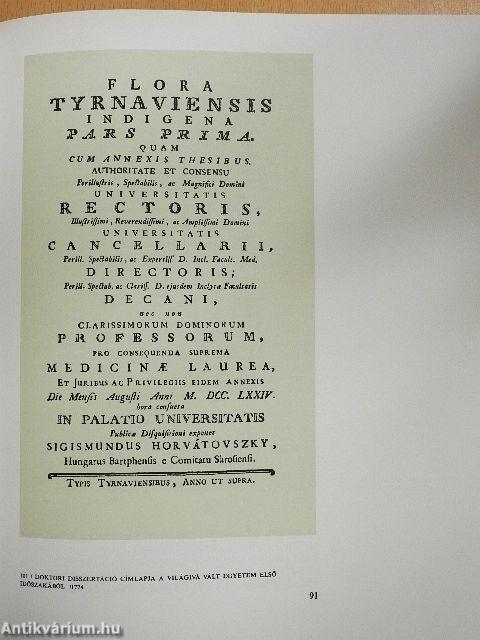 FLORA
TYRNAVIENSIS
INDIGENA
PARS PRIMA.
QUAM
CUM ANNEXIS THESIBUS.
AUTHORITATE ET CONSENSU
Perillustris, Spectabilis, ac Magnifici Domini
UNIVERSITATIS
RECTORIS,
Illustrissimi, Reverendissimi, ac Amplissimi Domini
UNIVERSITATIS
CANCELLARII,
Perill. Spectabilis, ac Experriss D. Incl. Facult. Med.
DIRECTORIS;
Perill. Spectab. ac Clariss. D. ejusdem Inclytæ Facultatis
DECANI,
nec non
CLARISSIMORUM DOMINORUM
PROFESSORUM,
PRO CONSEQUENDA SUPREMA
MEDICINÆ LAUREA,
ET JURIBUS AC PRIVILEGIIS EIDEM ANNEXIS
Die Mensis Augusti Anni M. DCC. LXXIV.
hora consueta
IN PALATIO UNIVERSITATIS
Publicæ Disquisitioni exponet
SIGISMUNDUS HORVÁTOVSZKY,
Hungarus Bartphensis e Comitatu Sárosiensi.
TYPIS TYRNAVIENSIBUS, ANNO UT SUPRA.
DOKTORI DISSZERTÁCIÓ CÍMLAPJA A VILÁGIVÁ VÁLT EGYETEM ELSŐ
IDŐSZAKÁBÓL 1774
91
Antikvárium.hu